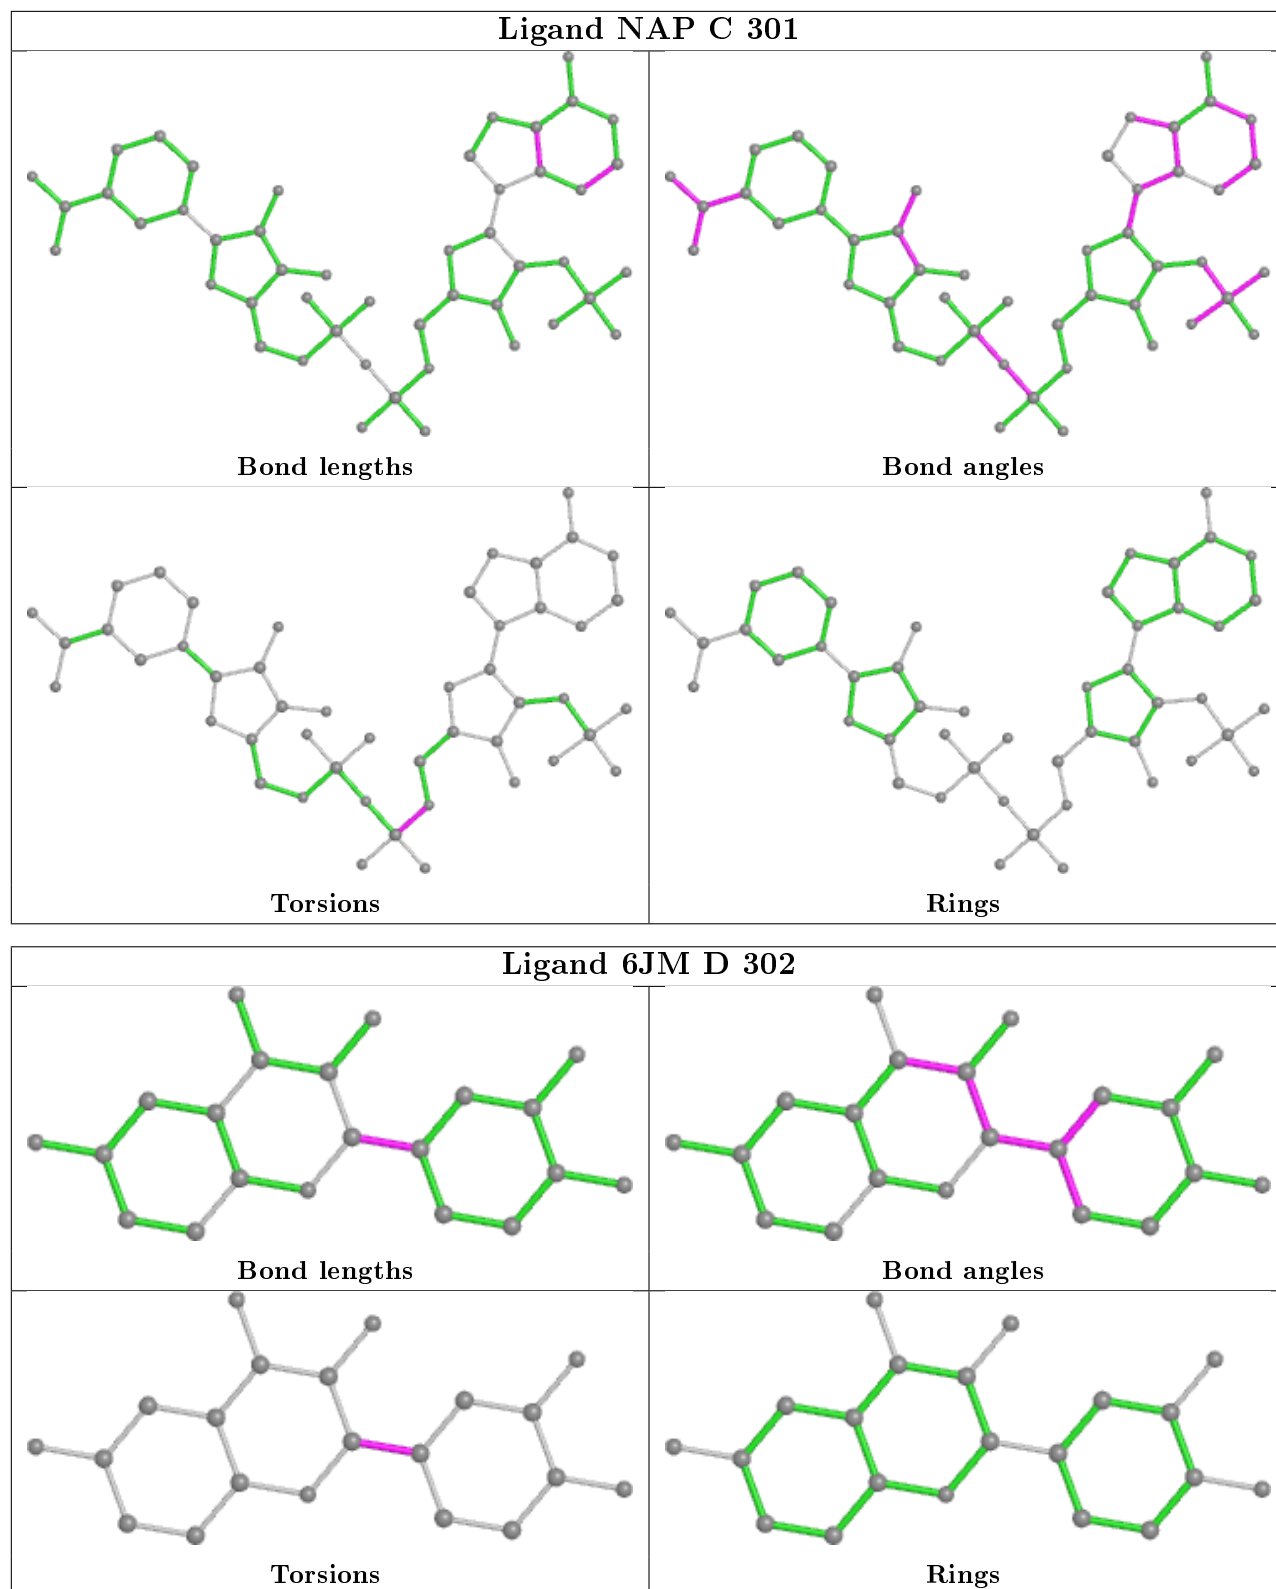 Ligand NAP C 301
Bond lengths
Bond angles
Torsions
Rings
Ligand 6JM D 302
Bond lengths
Bond angles
Torsions
Rings